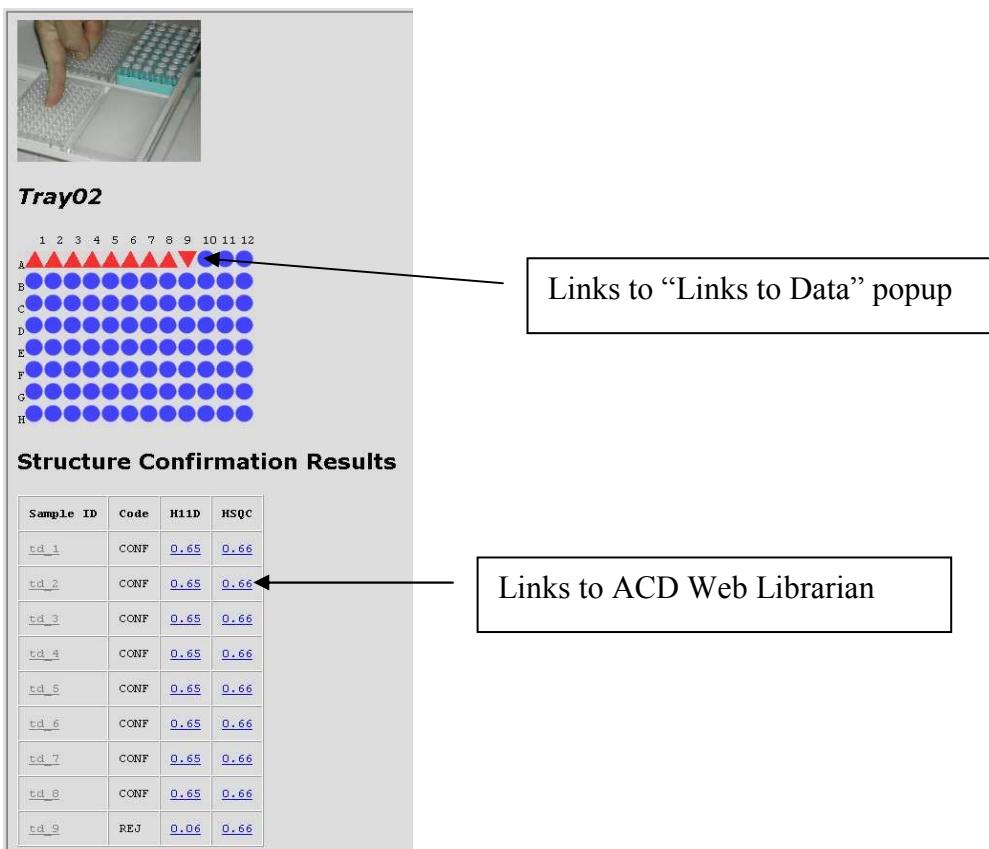 Tray02
1 2 3 4 5 6 7 8 9 10 11 12
A
B
C
D
E
F
G
H
Links to “Links to Data” popup
Structure Confirmation Results
Sample ID Code H11D HSQC
td_1 CONF 0.65 0.66
td_2 CONF 0.65 0.66
td_3 CONF 0.65 0.66
td_4 CONF 0.65 0.66
td_5 CONF 0.65 0.66
td_6 CONF 0.65 0.66
td_7 CONF 0.65 0.66
td_8 CONF 0.65 0.66
td_9 REJ 0.06 0.66
Links to ACD Web Librarian